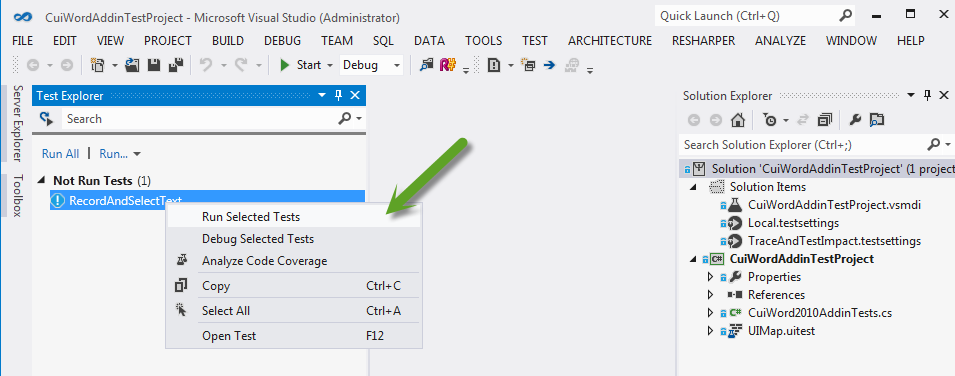 CuiWordAddinTestProject - Microsoft Visual Studio (Administrator)
Quick Launch (Ctrl+Q)
FILE EDIT VIEW PROJECT BUILD DEBUG TEAM SQL DATA TOOLS TEST ARCHITECTURE RESHARPER ANALYZE WINDOW HELP
Start Debug
Server Explorer
Toolbox
Test Explorer
Search
Run All | Run...
Not Run Tests (1)
RecordAndSelectText
Run Selected Tests
Debug Selected Tests
Analyze Code Coverage
Copy Ctrl+C
Select All Ctrl+A
Open Test F12
Solution Explorer
Search Solution Explorer (Ctrl+;)
Solution 'CuiWordAddinTestProject' (1 project
Solution Items
CuiWordAddinTestProject.vsmdi
Local.testsettings
TraceAndTestImpact.testsettings
C# CuiWordAddinTestProject
Properties
References
C# CuiWord2010AddinTests.cs
UIMap.uitest